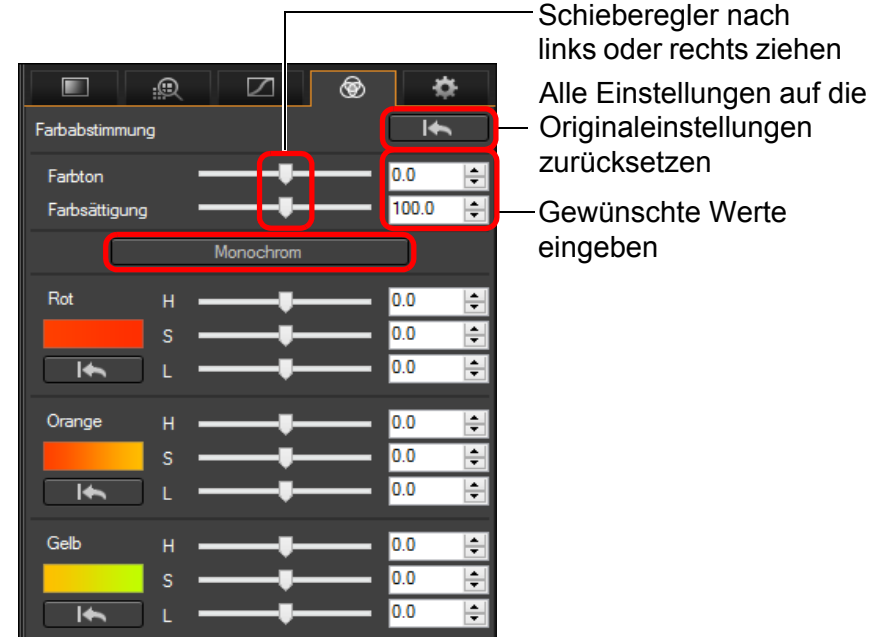 Schieberegler nach
links oder rechts ziehen
Alle Einstellungen auf die
Originaleinstellungen
zurücksetzen
Gewünschte Werte
eingeben
Farbabstimmung
Farbton 0.0
Farbsättigung 100.0
Monochrom
Rot H 0.0
S 0.0
L 0.0
Orange H 0.0
S 0.0
L 0.0
Gelb H 0.0
S 0.0
L 0.0